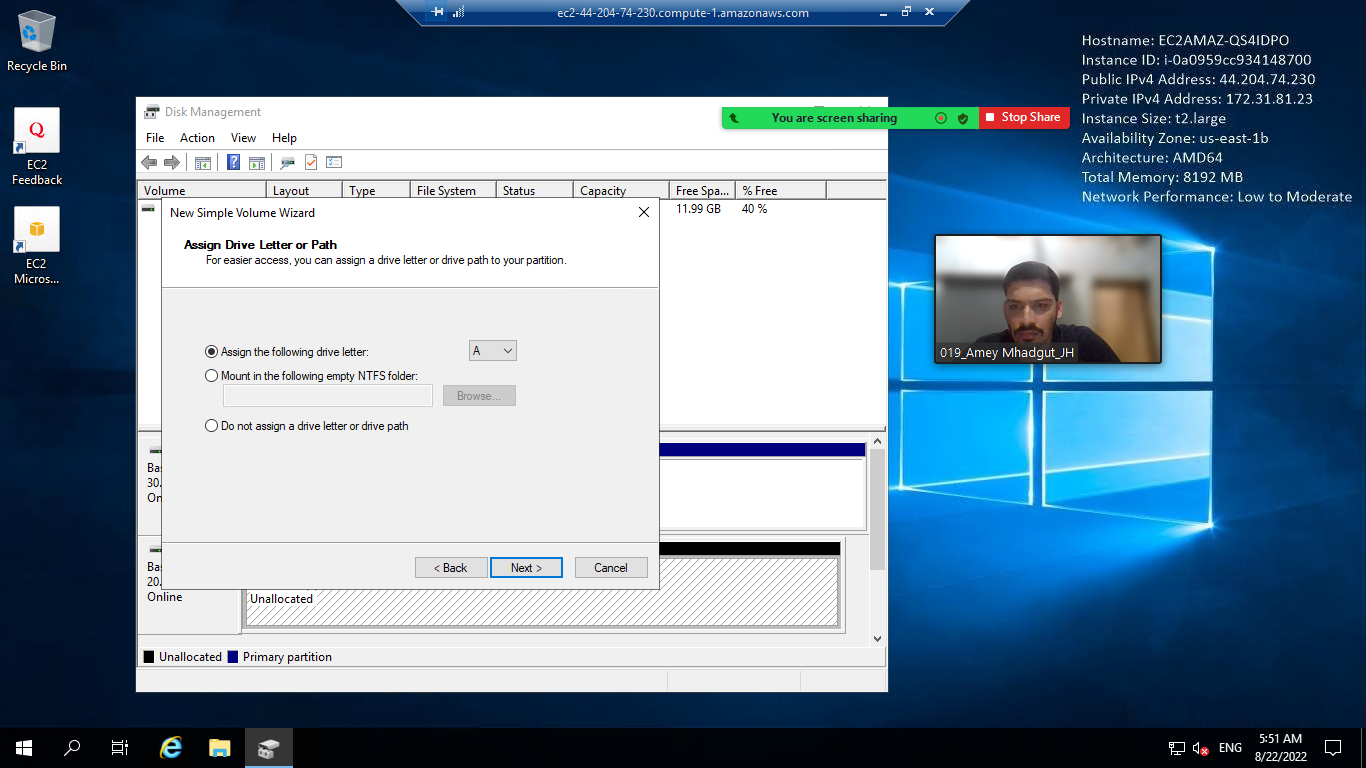 ec2-44-204-74-230.compute-1.amazonaws.com
Recycle Bin
EC2
Feedback
EC2
Micros...
Hostname: EC2AMAZ-QS4IDPO
Instance ID: i-0a0959cc934148700
Public IPv4 Address: 44.204.74.230
Private IPv4 Address: 172.31.81.23
Instance Size: t2.large
Availability Zone: us-east-1b
Architecture: AMD64
Total Memory: 8192 MB
Network Performance: Low to Moderate
Disk Management
You are screen sharing
Stop Share
File Action View Help
Volume Layout Type File System Status Capacity Free Spa... % Free
11.99 GB 40 %
New Simple Volume Wizard
Assign Drive Letter or Path
For easier access, you can assign a drive letter or drive path to your partition.
Assign the following drive letter: A
Mount in the following empty NTFS folder:
Browse...
Do not assign a drive letter or drive path
< Back Next > Cancel
019_Amey Mhadgut_JH
Ba
30.
On
Ba
20.
Online
Unallocated
Unallocated Primary partition
ENG
5:51 AM
8/22/2022